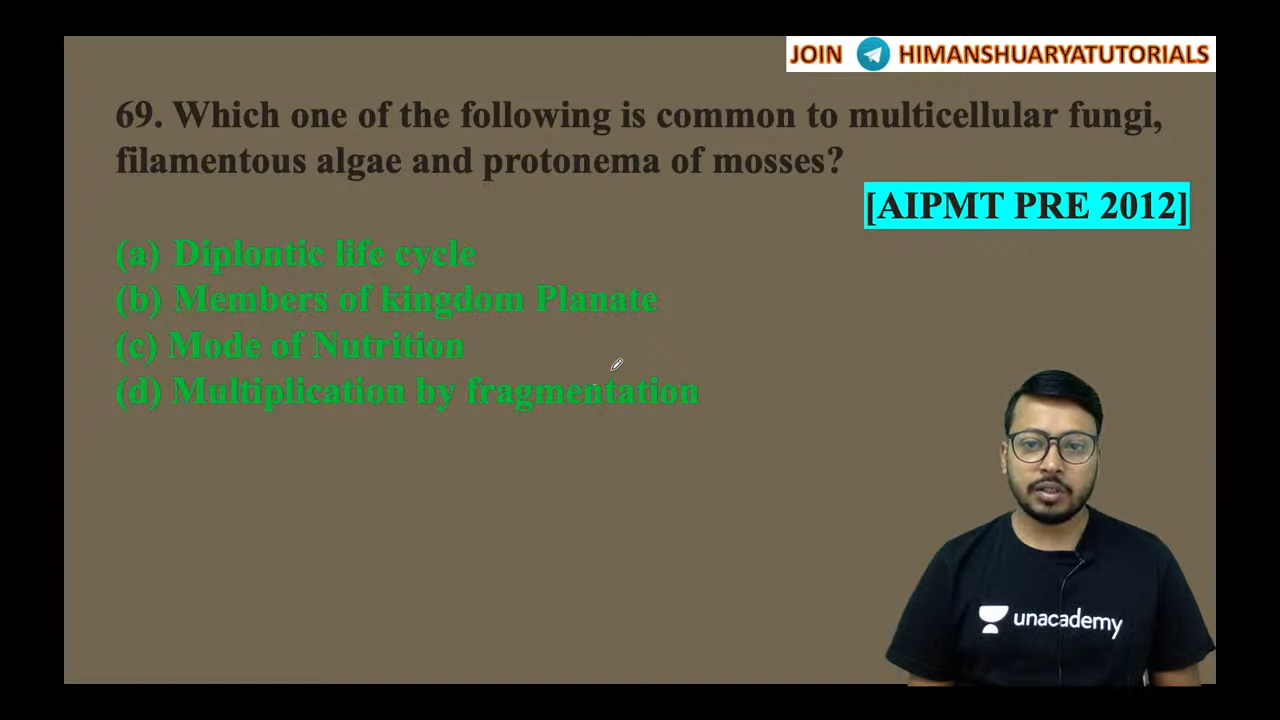 JOIN HIMANSHUARYATUTORIALS
69. Which one of the following is common to multicellular fungi,
filamentous algae and protonema of mosses?
[AIPMT PRE 2012]
(a) Diplontic life cycle
(b) Members of kingdom Planate
(c) Mode of Nutrition
(d) Multiplication by fragmentation
unacademy